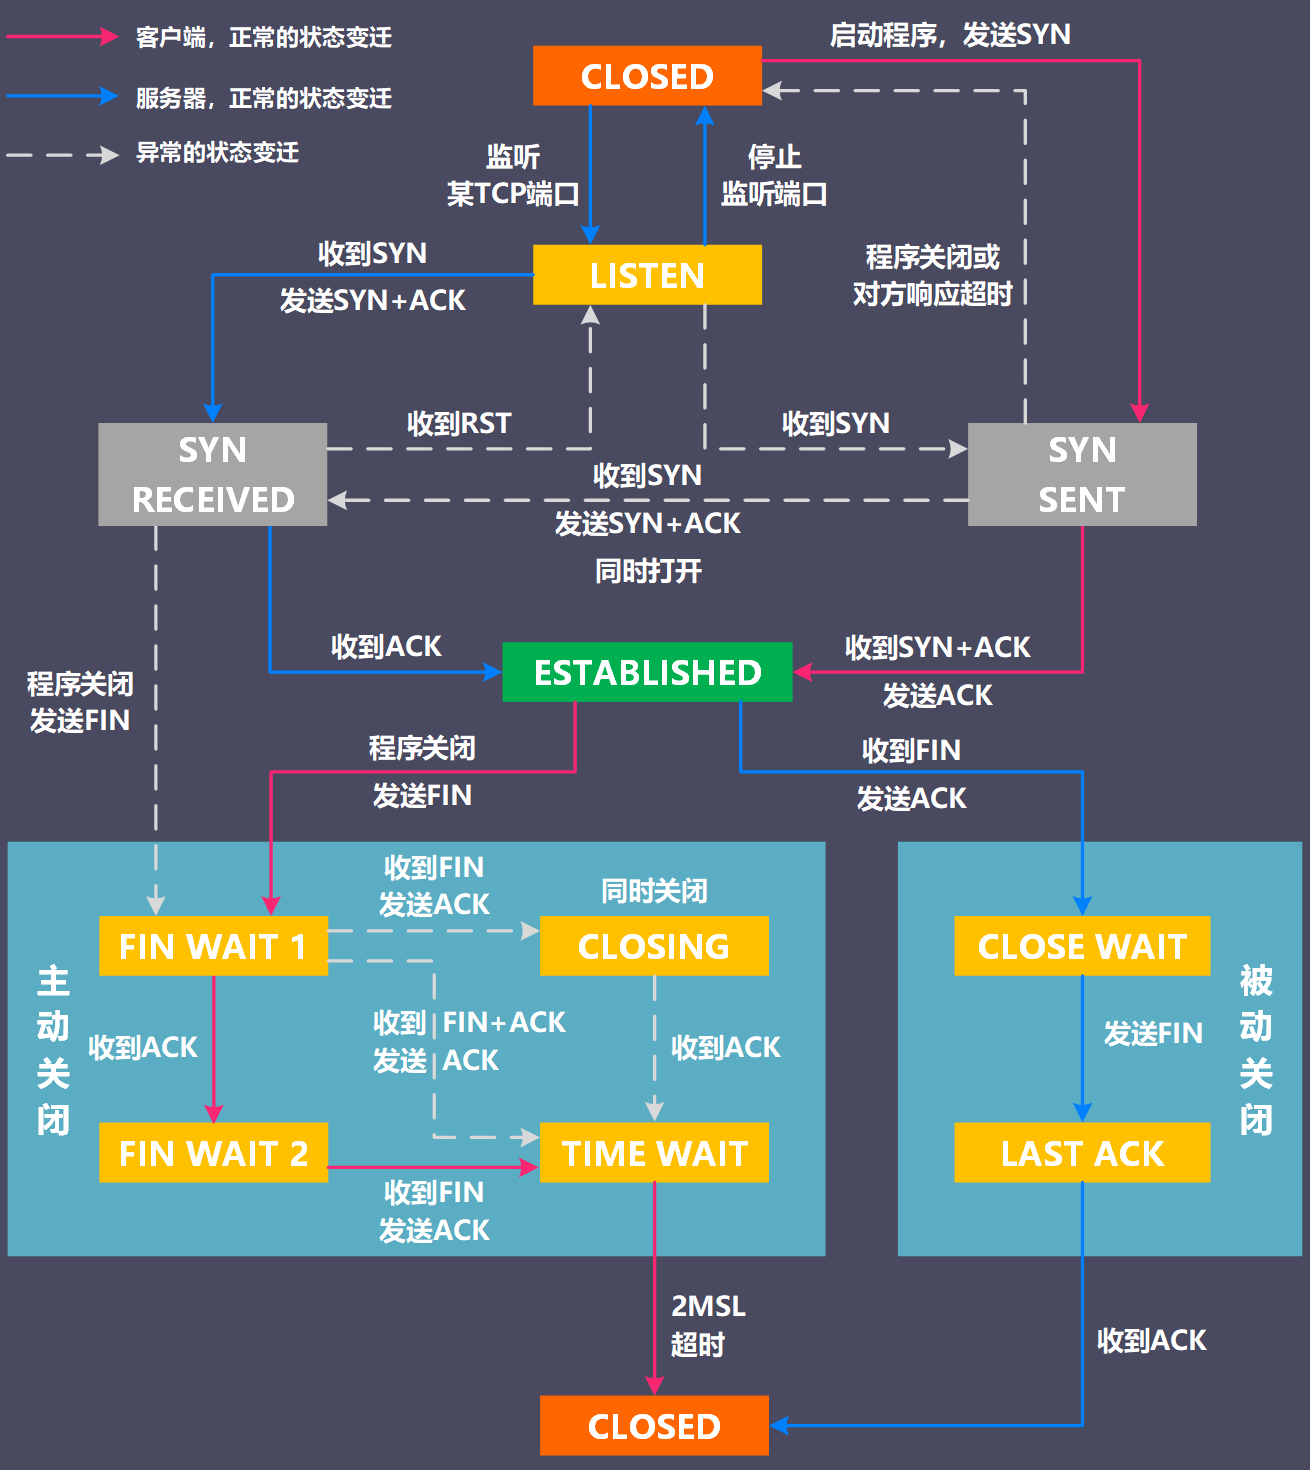 客户端，正常的状态变迁
服务器，正常的状态变迁
异常的状态变迁
启动程序，发送SYN
CLOSED
监听
某TCP端口
停止
监听端口
收到SYN
发送SYN+ACK
LISTEN
程序关闭或
对方响应超时
收到RST
收到SYN
SYN
RECEIVED
SYN
SENT
收到SYN
发送SYN+ACK
同时打开
收到ACK
ESTABLISHED
收到SYN+ACK
发送ACK
程序关闭
发送FIN
程序关闭
发送FIN
收到FIN
发送ACK
主动关闭
收到FIN
发送ACK
同时关闭
FIN WAIT 1
CLOSING
收到ACK
收到 FIN+ACK
发送 ACK
收到ACK
FIN WAIT 2
TIME WAIT
收到FIN
发送ACK
CLOSE WAIT
被动关闭
发送FIN
LAST ACK
2MSL
超时
收到ACK
CLOSED